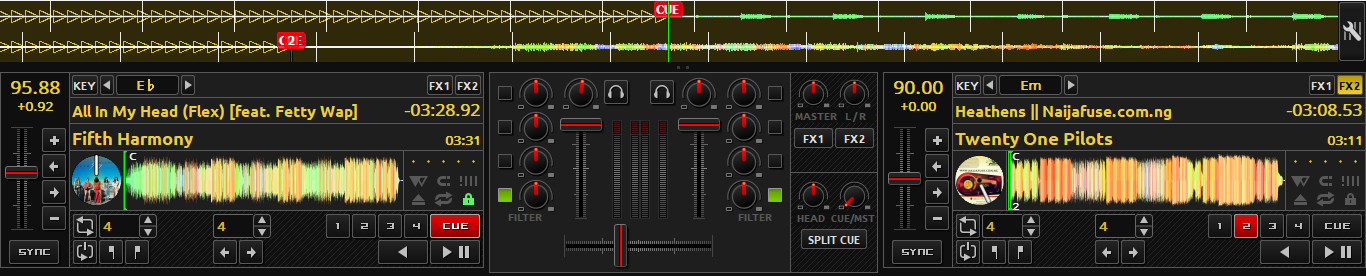 CUE
2
95.88
+0.92
KEY
E♭
FX1 FX2
All In My Head (Flex) [feat. Fetty Wap]
-03:28.92
Fifth Harmony
03:31
C
4
4
1 2 3 4 CUE
SYNC
FILTER
FILTER
MASTER
L/R
FX1 FX2
HEAD
CUE/MST
SPLIT CUE
90.00
+0.00
KEY
Em
FX1 FX2
Heathens || Naijafuse.com.ng
-03:08.53
Twenty One Pilots
03:11
C
2
4
4
1 2 3 4 CUE
SYNC